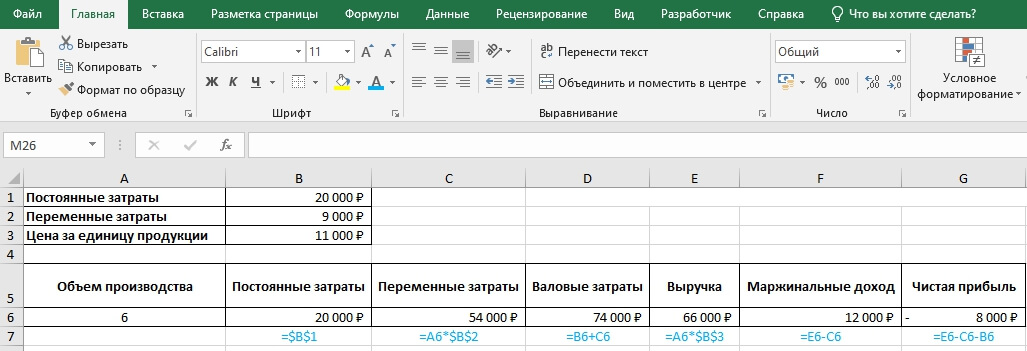 Файл Главная Вставка Разметка страницы Формулы Данные Рецензирование Вид Разработчик Справка Что вы хотите сделать?
Вставить
Вырезать
Копировать
Формат по образцу
Буфер обмена
Calibri 11 A A
Ж К Ч А
Шрифт
ab Перенести текст
Объединить и поместить в центре
Выравнивание
Общий
% 000 ,00 ,0 ,00
Число
Условное
форматирование
M26 fx
A B C D E F G
1 Постоянные затраты 20 000 ₽
2 Переменные затраты 9 000 ₽
3 Цена за единицу продукции 11 000 ₽
4
5 Объем производства Постоянные затраты Переменные затраты Валовые затраты Выручка Маржинальные доход Чистая прибыль
6 6 20 000 ₽ 54 000 ₽ 74 000 ₽ 66 000 ₽ 12 000 ₽ - 8 000 ₽
7 =$B$1 =A6*$B$2 =B6+C6 =A6*$B$3 =E6-C6 =E6-C6-B6